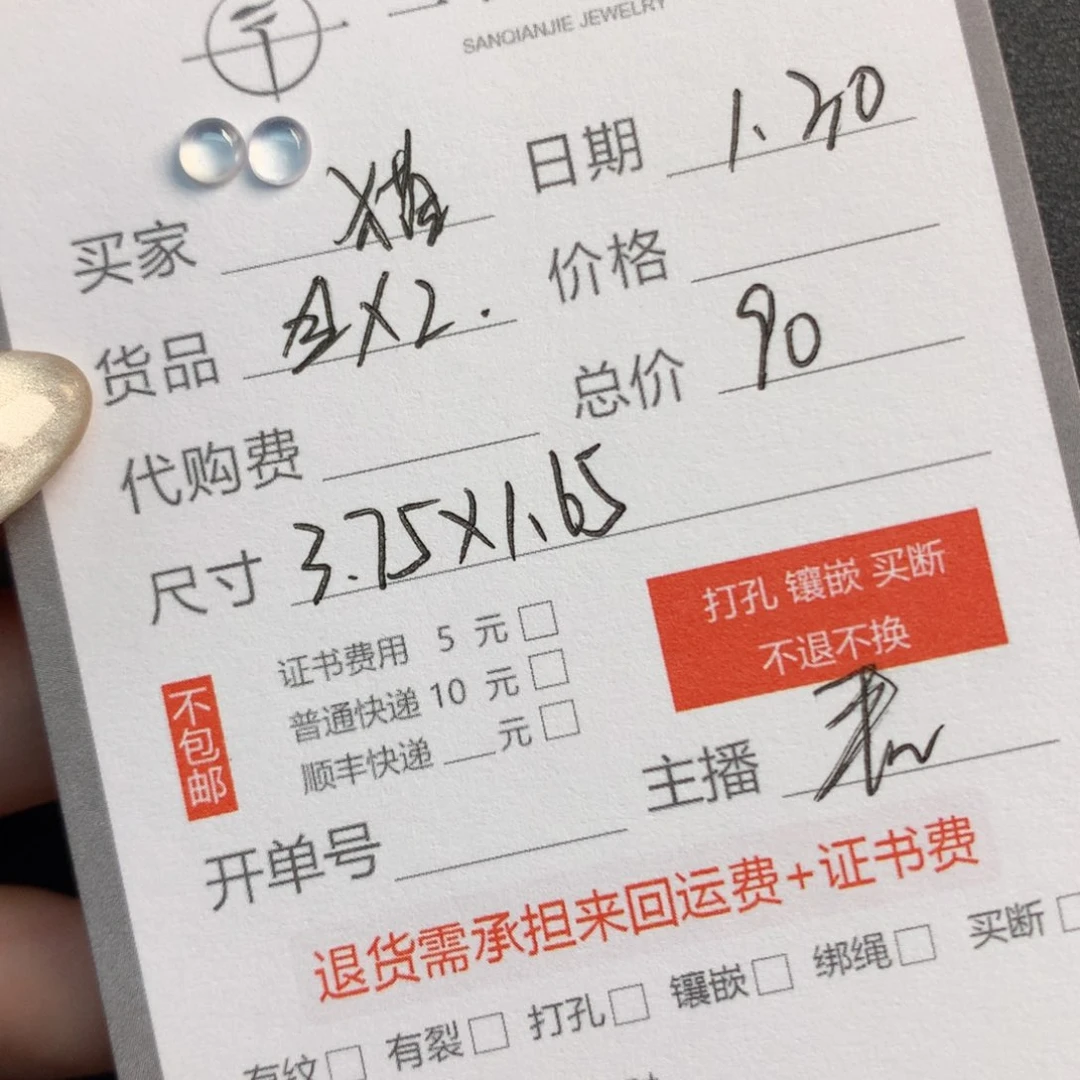 SANQIANJIE JEWELRY
日期 1.30
买家
价格
货品 X2.
总价 90
代购费
尺寸 3.75X1.65
证书费用 5 元
普通快递 10 元
顺丰快递 元
不包邮
打孔 镶嵌 买断
不退不换
主播
开单号
退货需承担来回运费+证书费
有纹 有裂 打孔 镶嵌 绑绳 买断